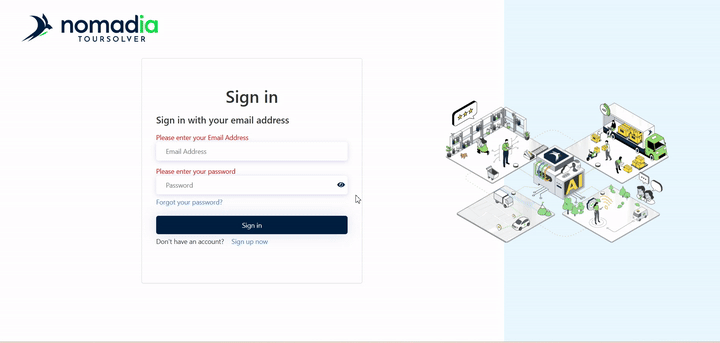 nomadia
TOURSOLVER
Sign in
Sign in with your email address
Please enter your Email Address
Email Address
Please enter your password
Password
Forgot your password?
Sign in
Don't have an account? Sign up now
AI